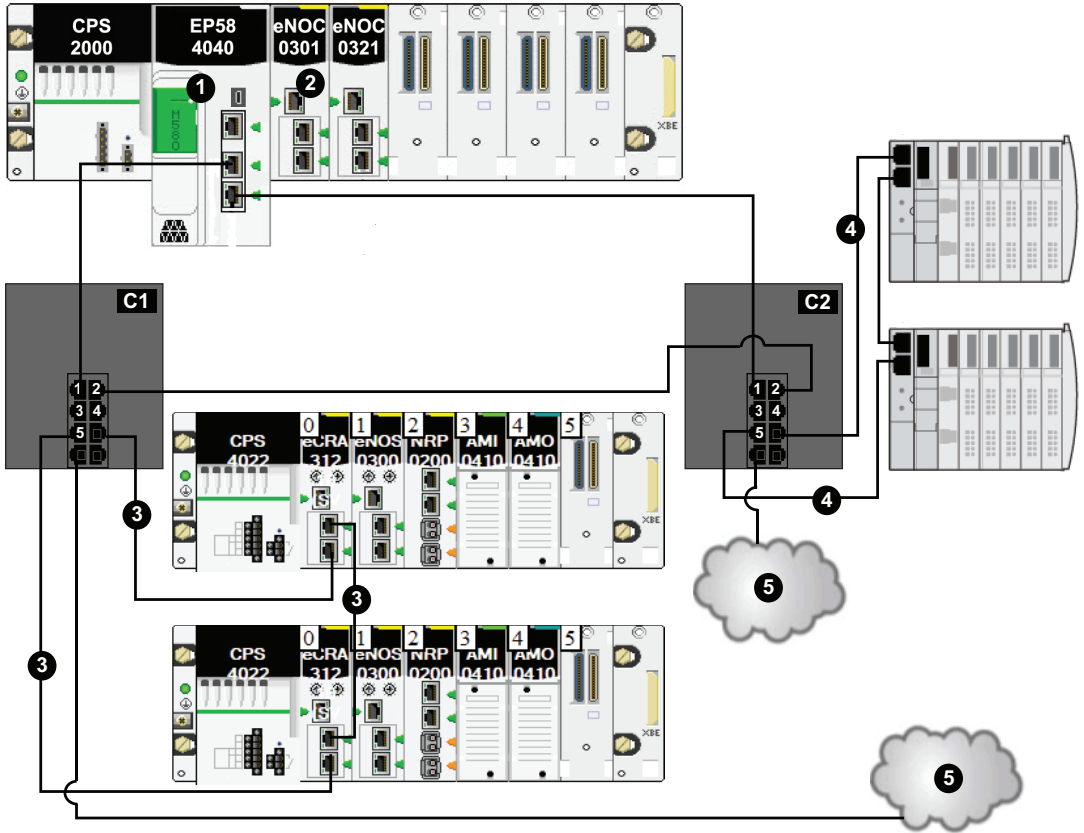 CPS 2000
EP58 4040
eNOC 0301
eNOC 0321
1
2
M580
XBE
4
C1
C2
1 2
3 4
5
1 2
3 4
5
0 1 2 3 4 5
CPS 4022
eCRA 312
eNOS 0300
NRP 0200
AMI 0410
AMO 0410
S
XBE
3
4
3
5
0 1 2 3 4 5
CPS 4022
eCRA 312
eNOS 0300
NRP 0200
AMI 0410
AMO 0410
S
XBE
3
5